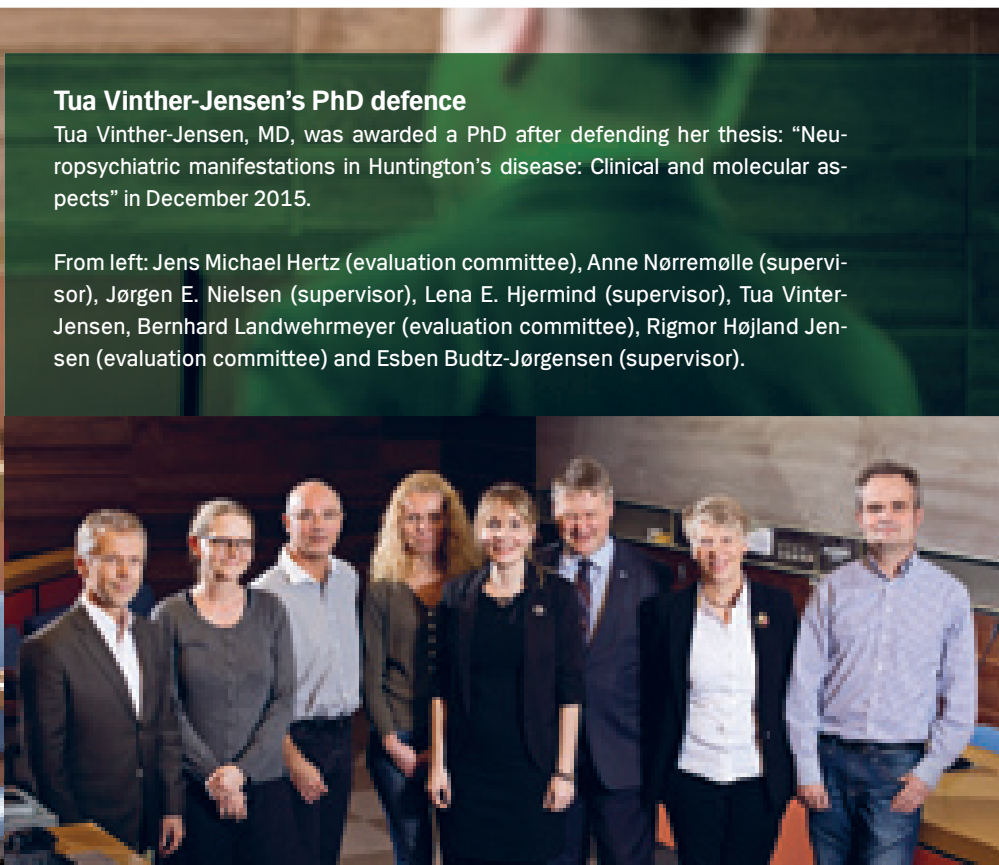 Tua Vinther-Jensen’s PhD defence
Tua Vinther-Jensen, MD, was awarded a PhD after defending her thesis: “Neu-
ropsychiatric manifestations in Huntington’s disease: Clinical and molecular as-
pects” in December 2015.
From left: Jens Michael Hertz (evaluation committee), Anne Nørremølle (supervi-
sor), Jørgen E. Nielsen (supervisor), Lena E. Hjermind (supervisor), Tua Vinter-
Jensen, Bernhard Landwehrmeyer (evaluation committee), Rigmor Højland Jen-
sen (evaluation committee) and Esben Budtz-Jørgensen (supervisor).